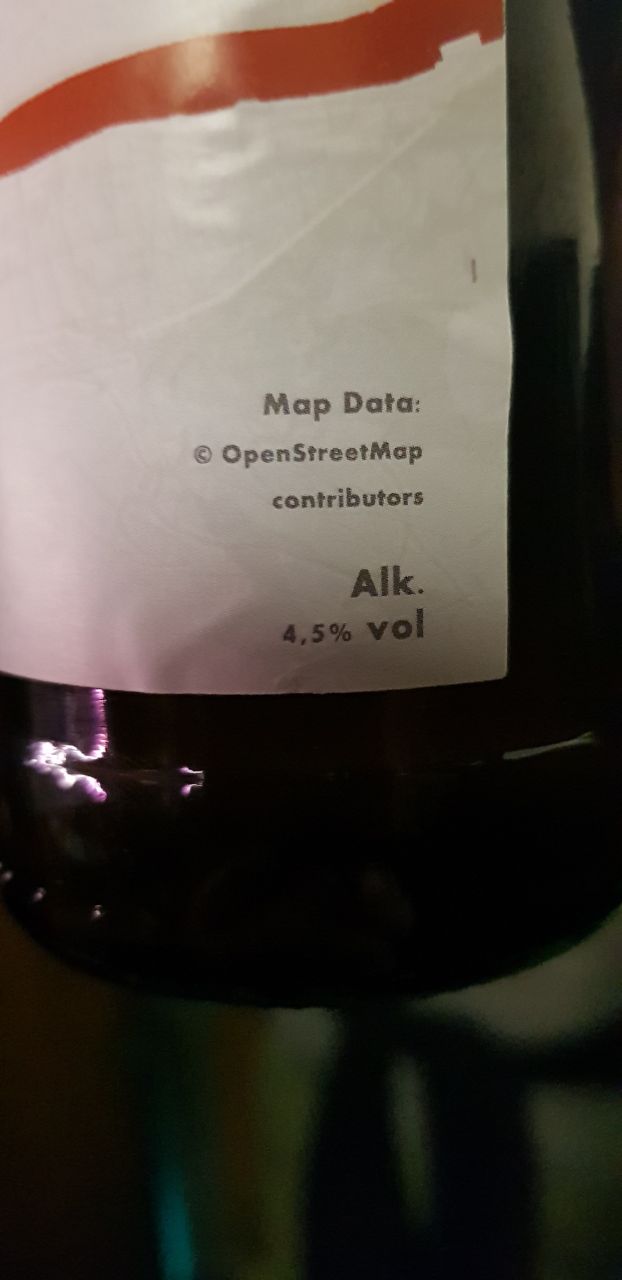 Map Data:
© OpenStreetMap
contributors
Alk.
4,5% vol